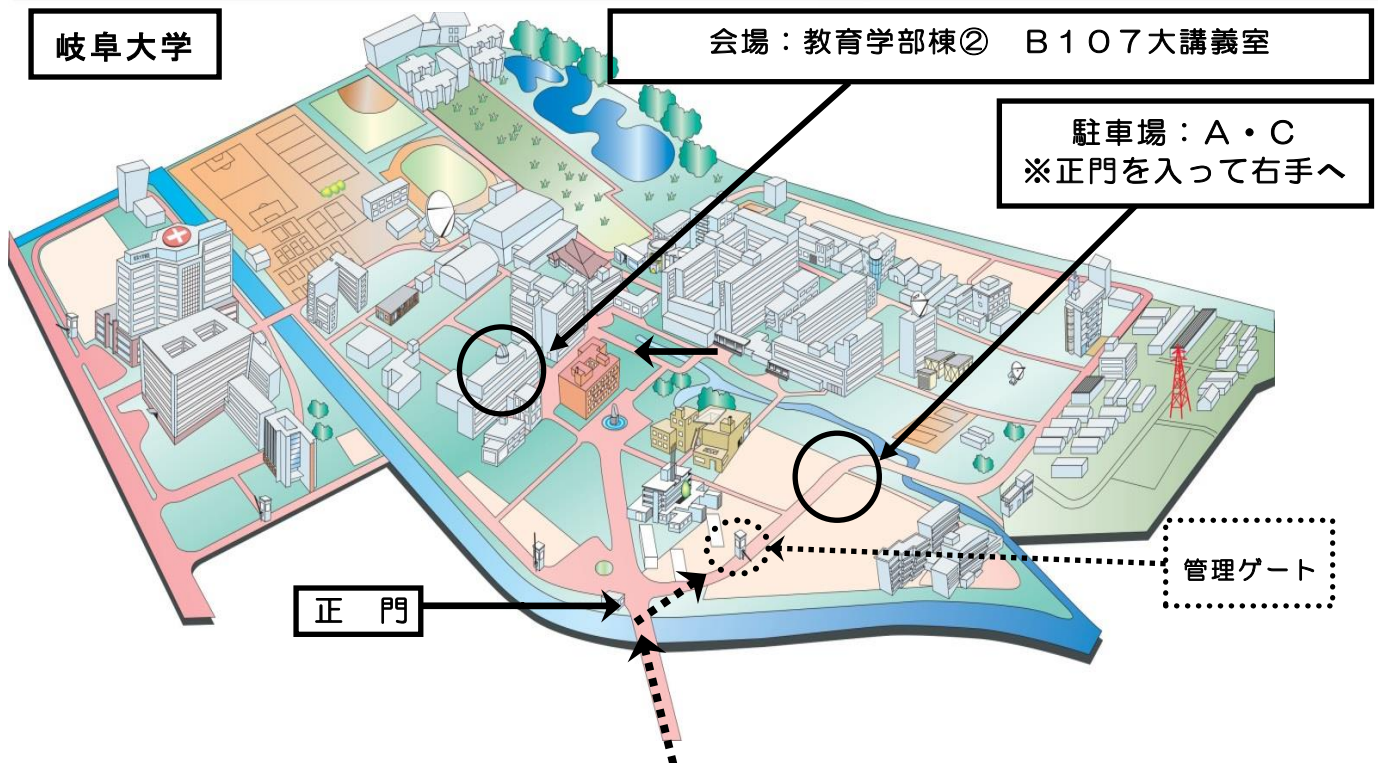 岐阜大学
会場：教育学部棟② Ｂ１０７大講義室
駐車場：Ａ・Ｃ
※正門を入って右手へ
管理ゲート
正　門